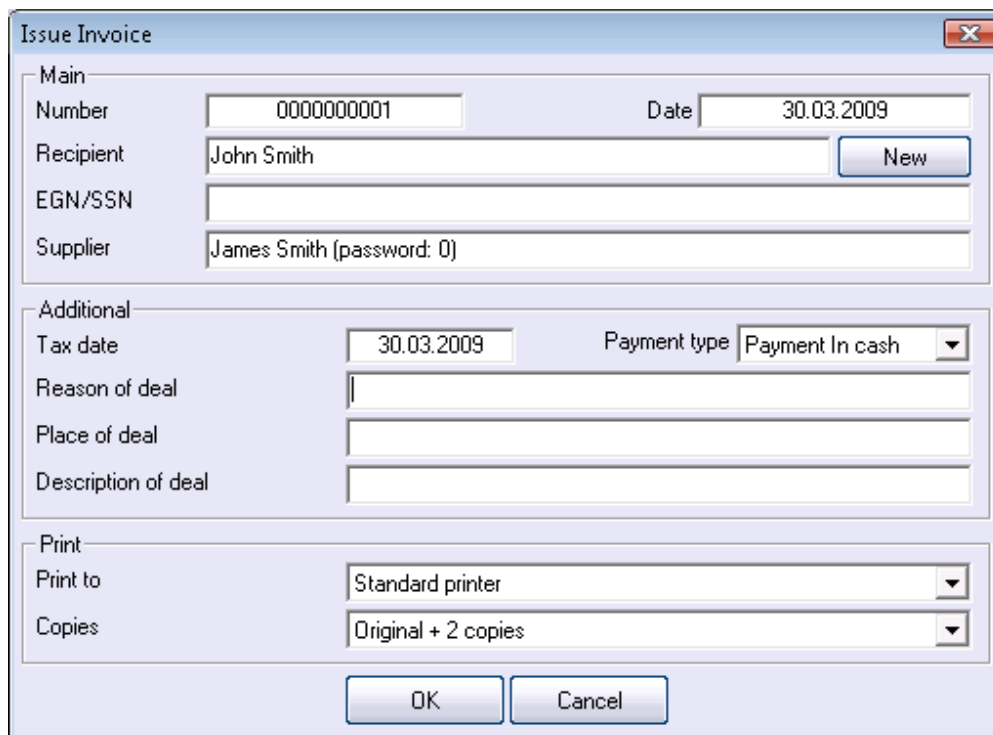 Issue Invoice
Main
Number 0000000001 Date 30.03.2009
Recipient John Smith New
EGN/SSN
Supplier James Smith (password: 0)
Additional
Tax date 30.03.2009 Payment type Payment In cash
Reason of deal
Place of deal
Description of deal
Print
Print to Standard printer
Copies Original + 2 copies
OK Cancel